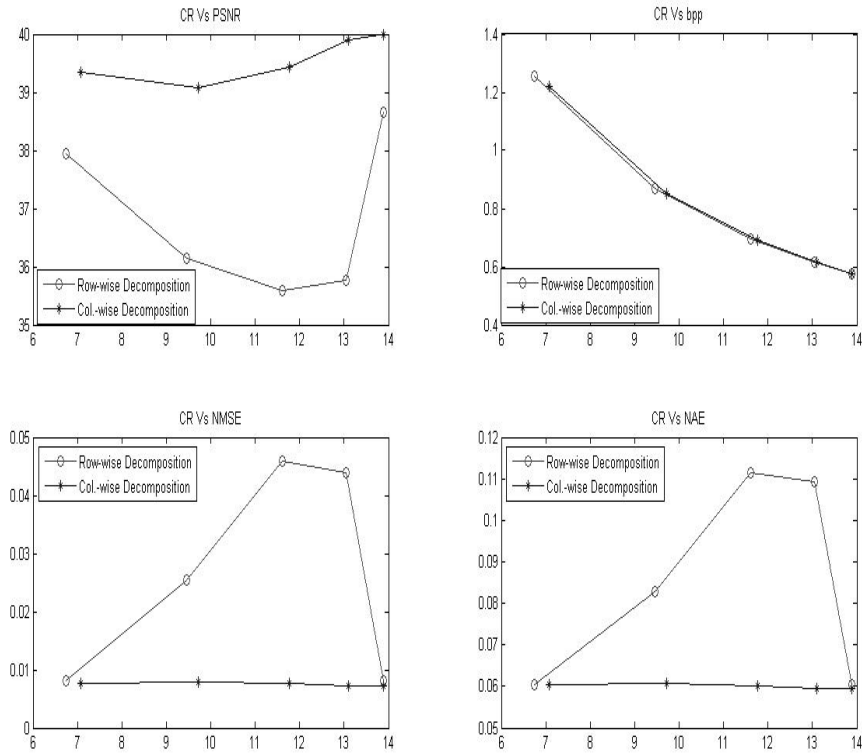 CR Vs PSNR
40
39
38
37
36
35
Row-wise Decomposition
Col.-wise Decomposition
6 7 8 9 10 11 12 13 14
CR Vs bpp
1.4
1.2
1
0.8
0.6
0.4
Row-wise Decomposition
Col.-wise Decomposition
6 7 8 9 10 11 12 13 14
CR Vs NMSE
0.05
0.04
0.03
0.02
0.01
0
Row-wise Decomposition
Col.-wise Decomposition
6 7 8 9 10 11 12 13 14
CR Vs NAE
0.12
0.11
0.1
0.09
0.08
0.07
0.06
0.05
Row-wise Decomposition
Col.-wise Decomposition
6 7 8 9 10 11 12 13 14